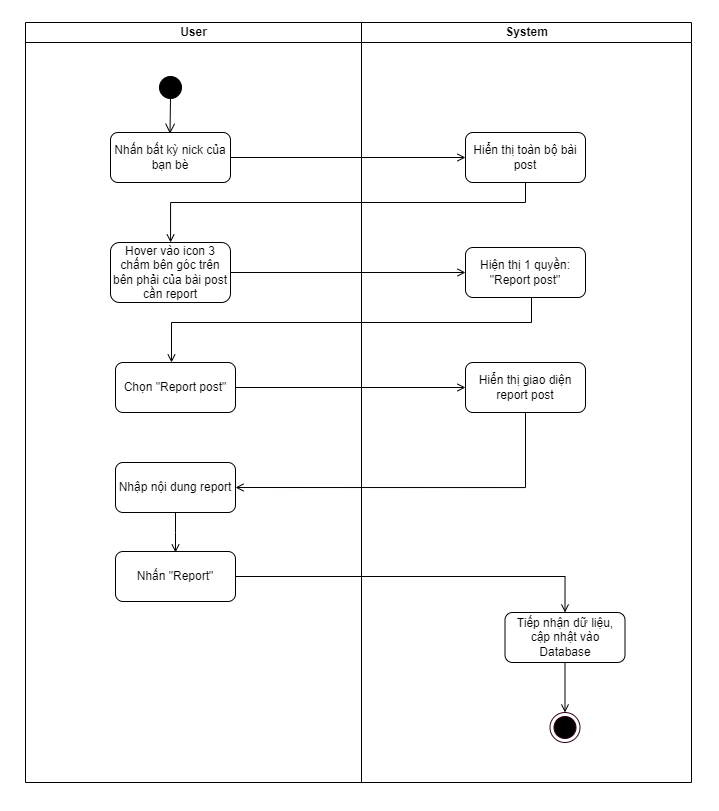 User
System
Nhấn bất kỳ nick của
bạn bè
Hiển thị toàn bộ bài
post
Hover vào icon 3
chấm bên góc trên
bên phải của bài post
cần report
Hiện thị 1 quyền:
"Report post"
Chọn "Report post"
Hiển thị giao diện
report post
Nhập nội dung report
Nhấn "Report"
Tiếp nhận dữ liệu,
cập nhật vào
Database